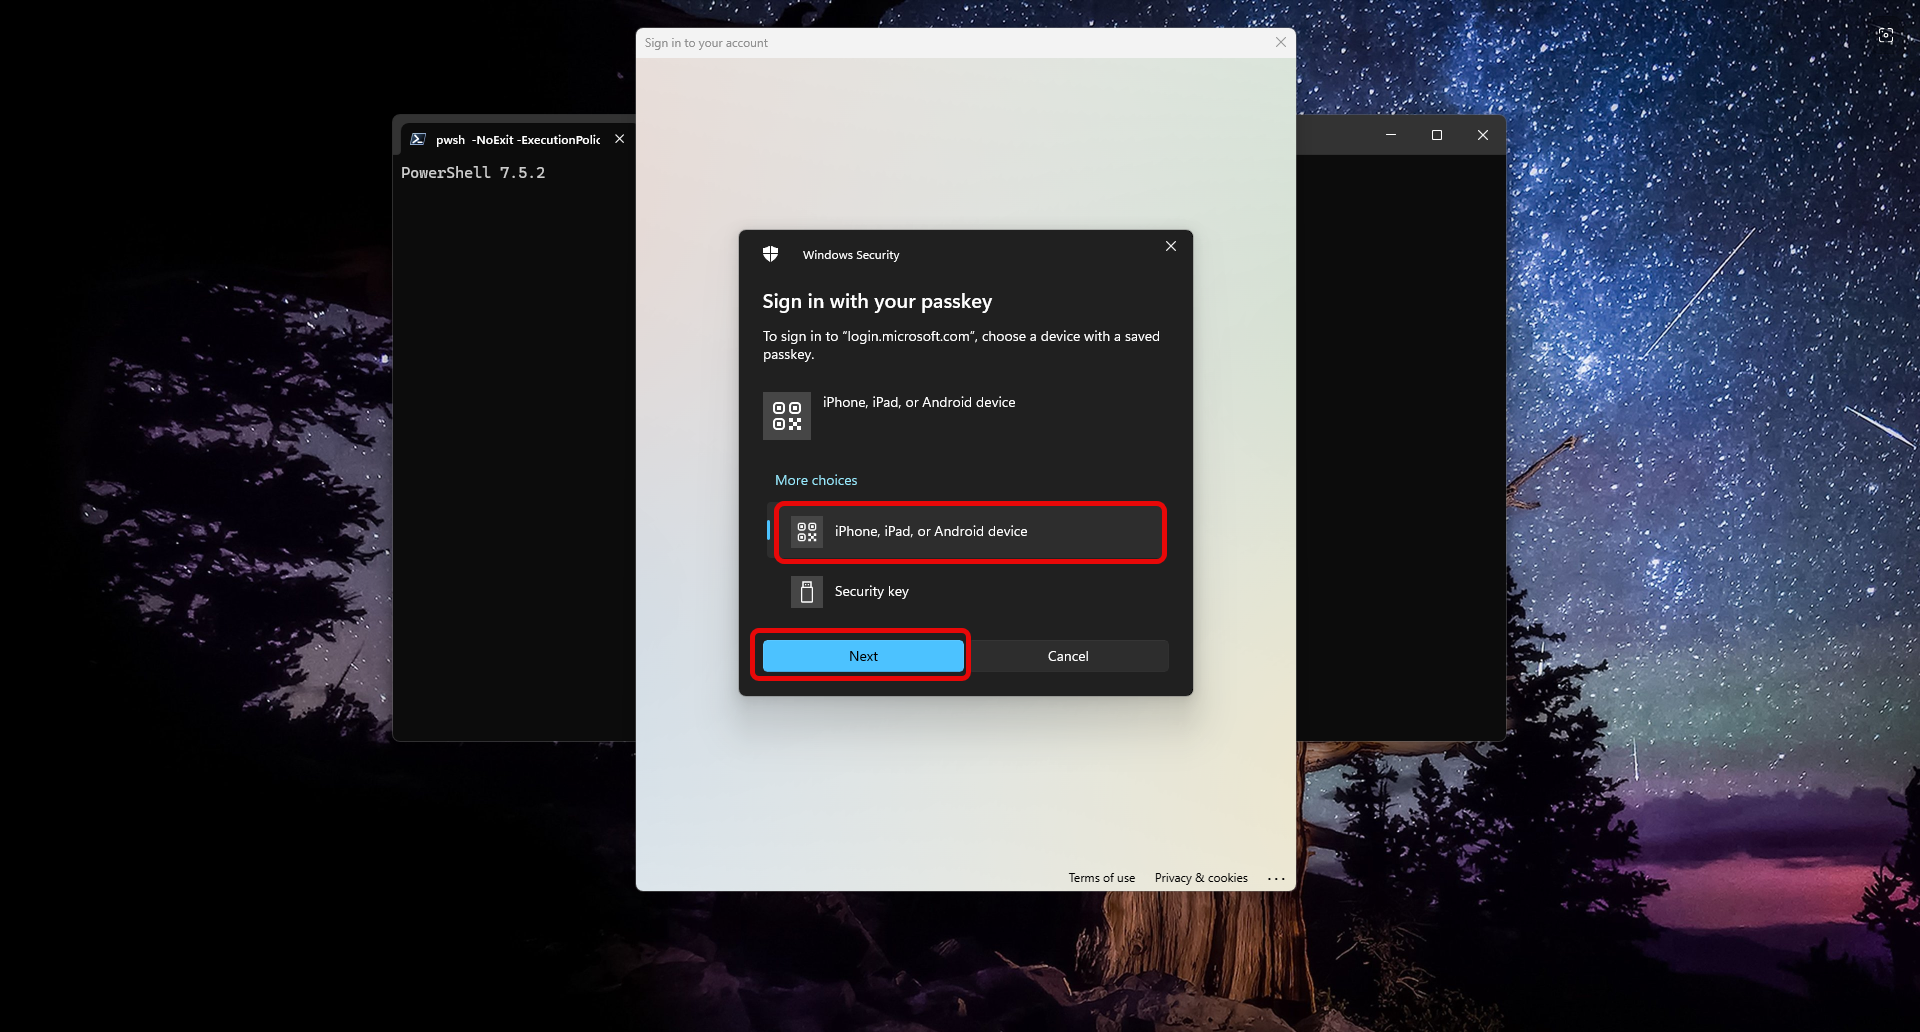 Sign in to your account
pwsh -NoExit -ExecutionPolic
PowerShell 7.5.2
Windows Security
Sign in with your passkey
To sign in to “login.microsoft.com”, choose a device with a saved
passkey.
iPhone, iPad, or Android device
More choices
iPhone, iPad, or Android device
Security key
Next
Cancel
Terms of use
Privacy & cookies